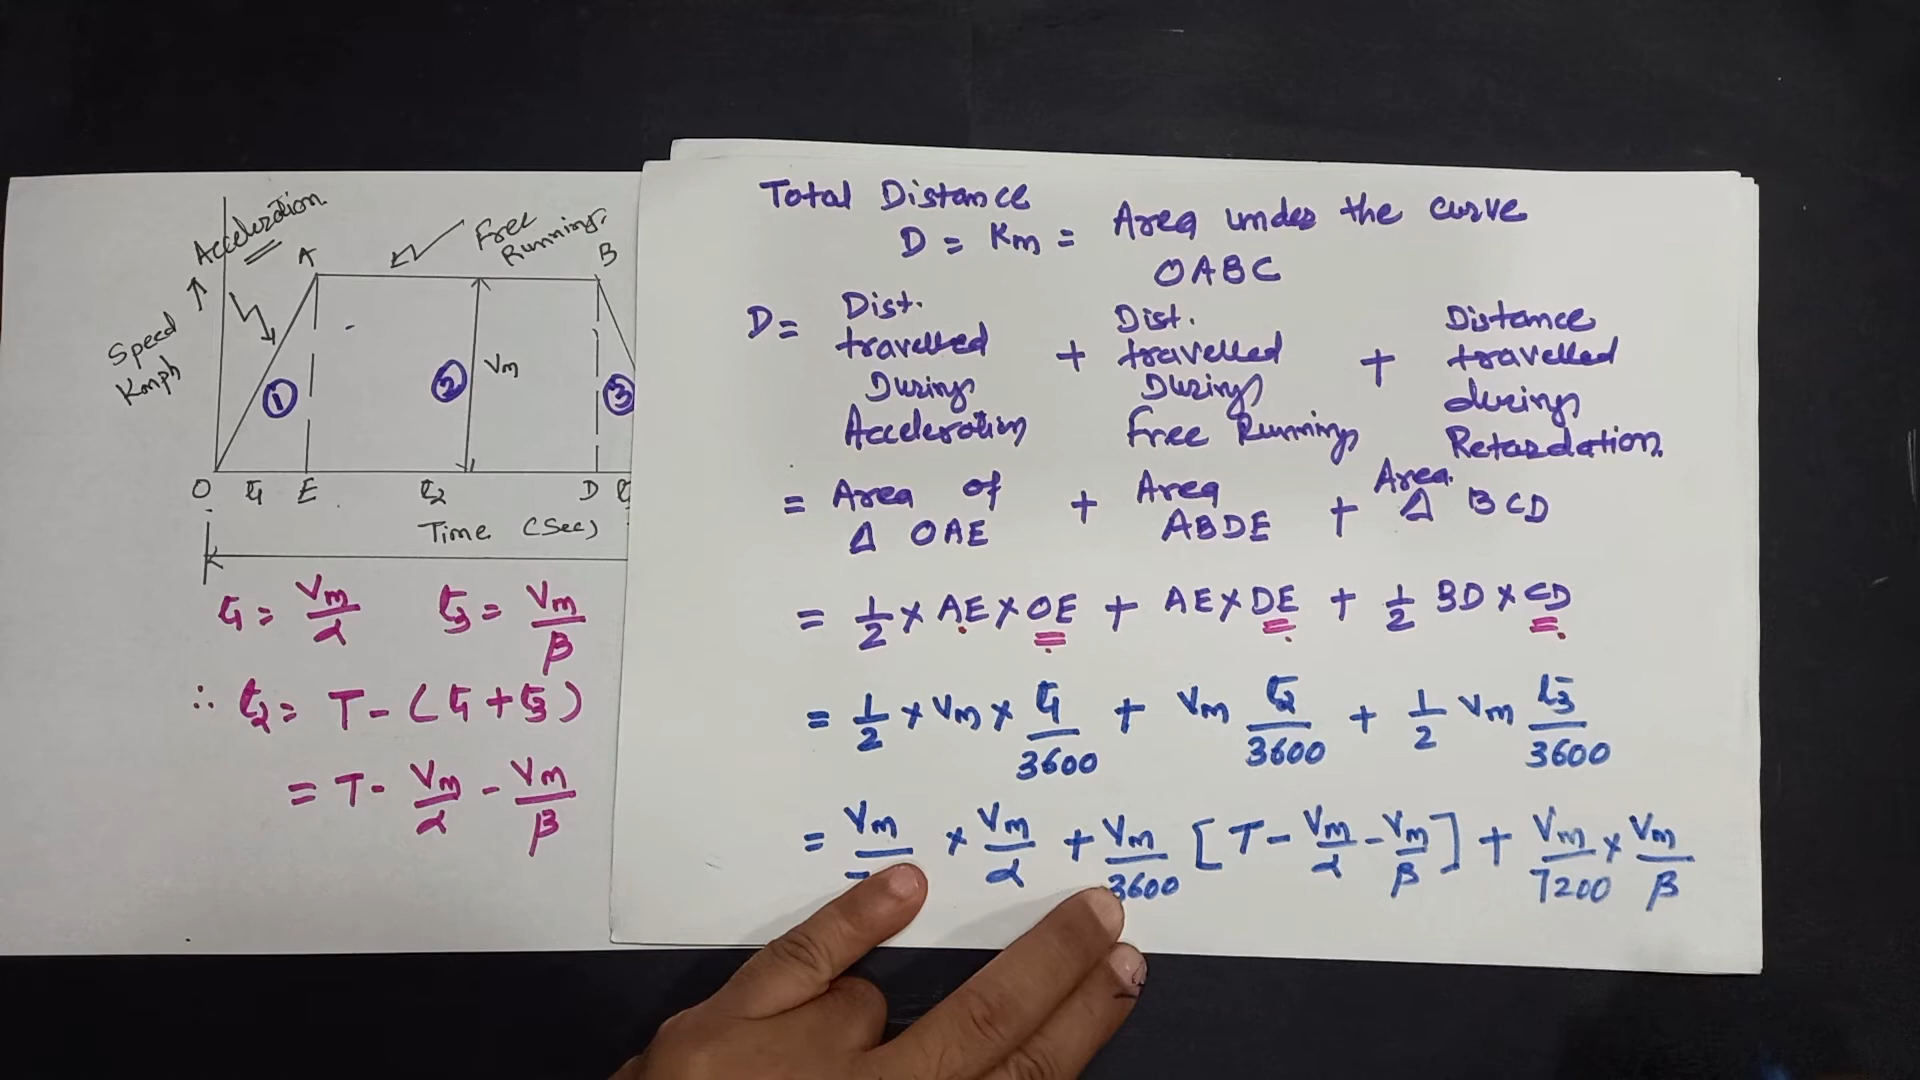 Acceleration
Free
Running.
A
B
Speed
Kmph
Vm
1
2
3
O t1 E t2 D
Time (Sec)
t1 = Vm/α t3 = Vm/β
∴ t2 = T - (t1 + t3)
= T - Vm/α - Vm/β
Total Distance
D = Km = Area under the curve
OABC
D = Dist. travelled During Acceleration + Dist. travelled During Free Running + Distance travelled during Retardation.
= Area of Δ OAE + Area ABDE + Area. Δ BCD
= 1/2 × AE × OE + AE × DE + 1/2 BD × CD
= 1/2 × Vm × t1/3600 + Vm t2/3600 + 1/2 Vm t3/3600
= Vm/ × Vm/α + Vm/3600 [T - Vm/α - Vm/β] + Vm/7200 × Vm/β